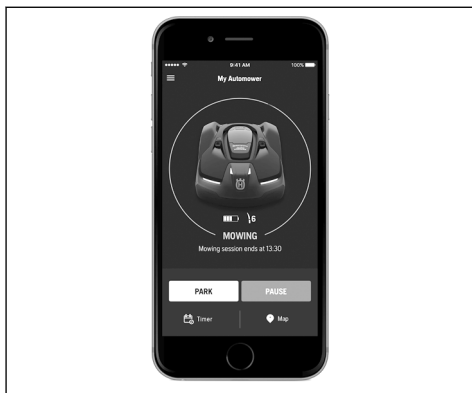 9:41 AM 100%
My Automower
6
MOWING
Mowing session ends at 13.30
PARK PAUSE
Timer Map